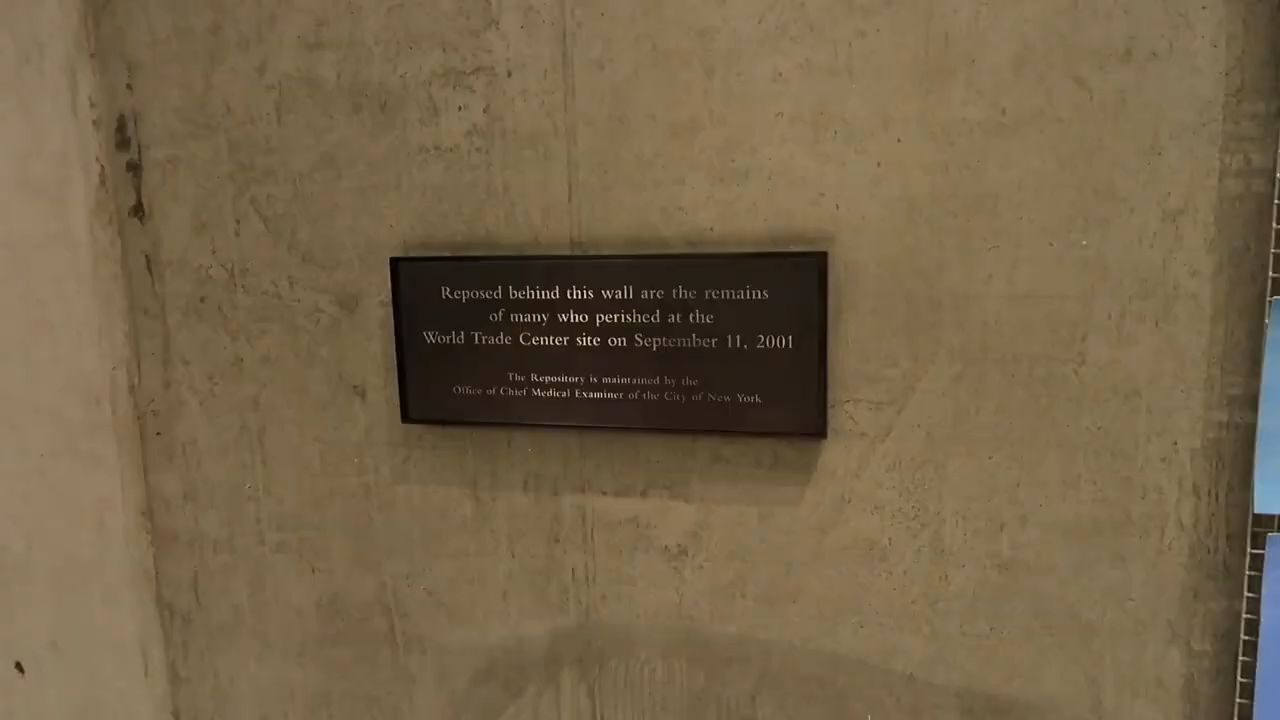 Reposed behind this wall are the remains
of many who perished at the
World Trade Center site on September 11, 2001
The Repository is maintained by the
Office of Chief Medical Examiner of the City of New York